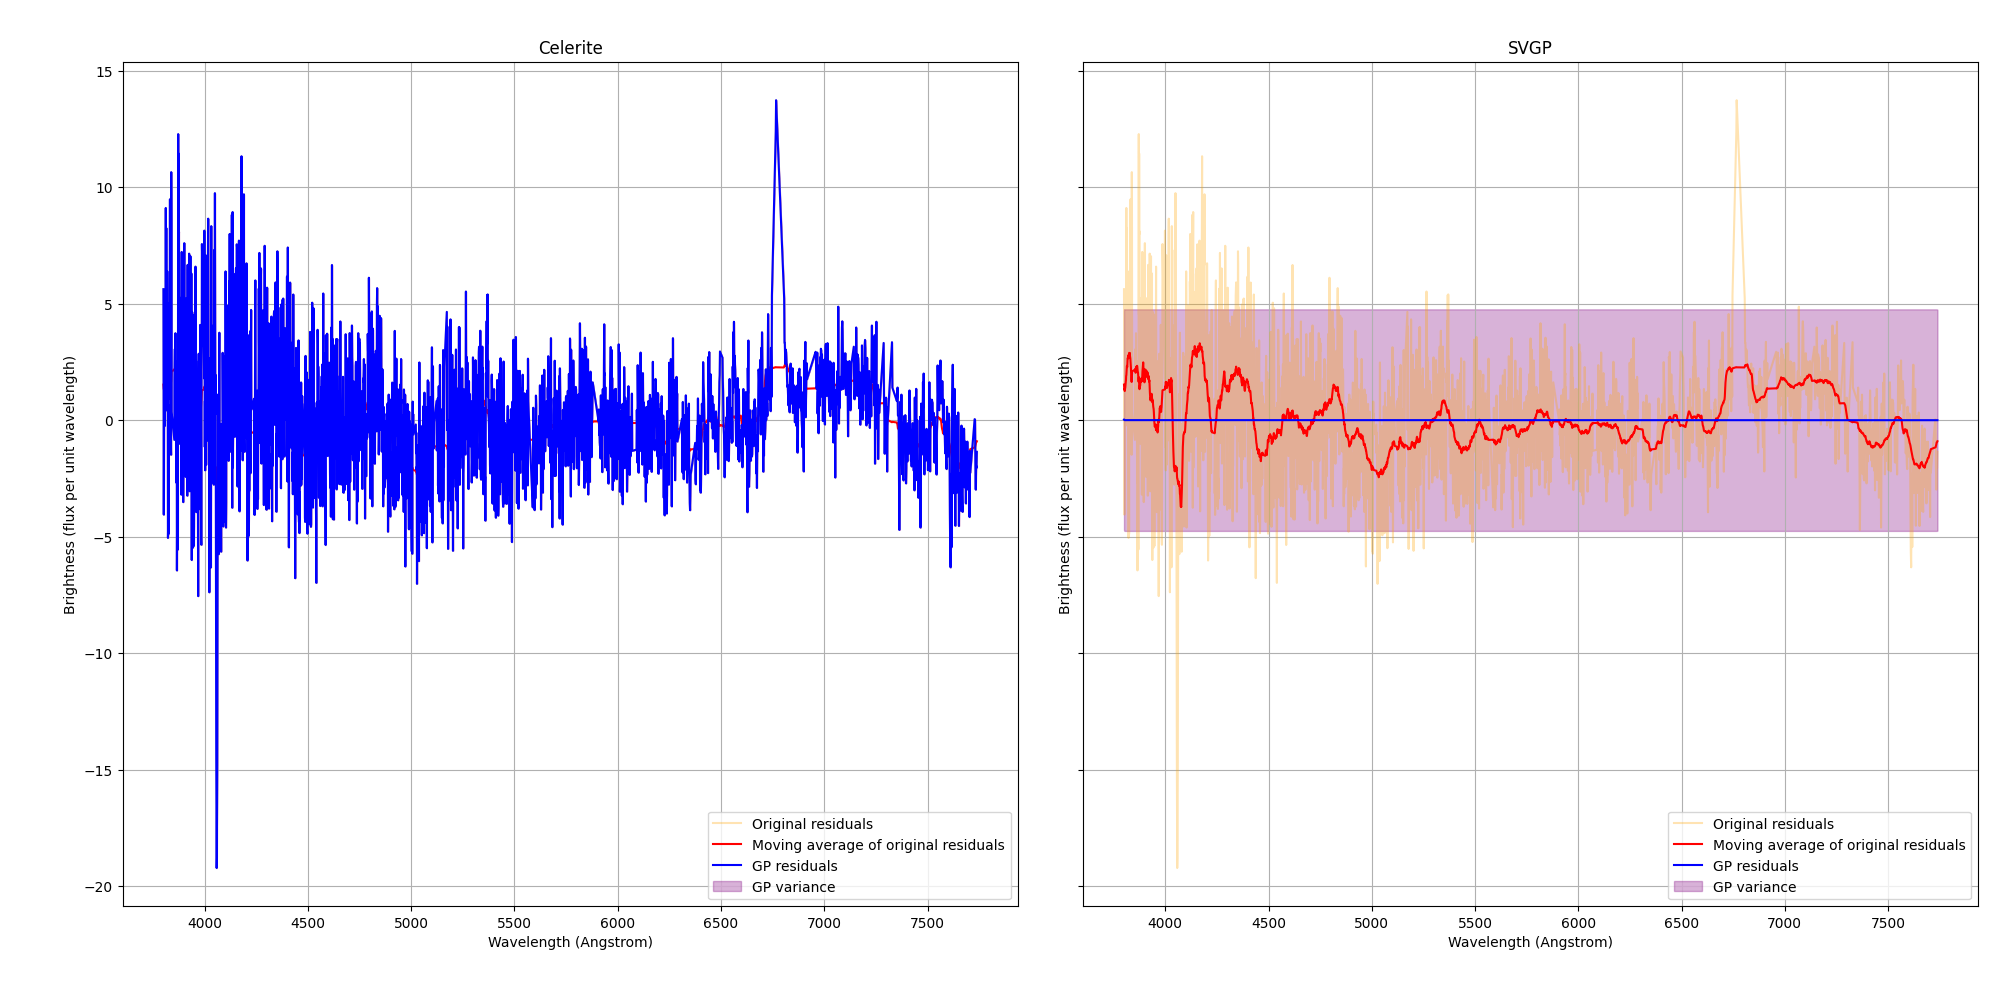 Celerite
SVGP
15
10
5
0
−5
−10
−15
−20
Brightness (flux per unit wavelength)
Brightness (flux per unit wavelength)
Original residuals
Moving average of original residuals
GP residuals
GP variance
Original residuals
Moving average of original residuals
GP residuals
GP variance
4000 4500 5000 5500 6000 6500 7000 7500
4000 4500 5000 5500 6000 6500 7000 7500
Wavelength (Angstrom)
Wavelength (Angstrom)